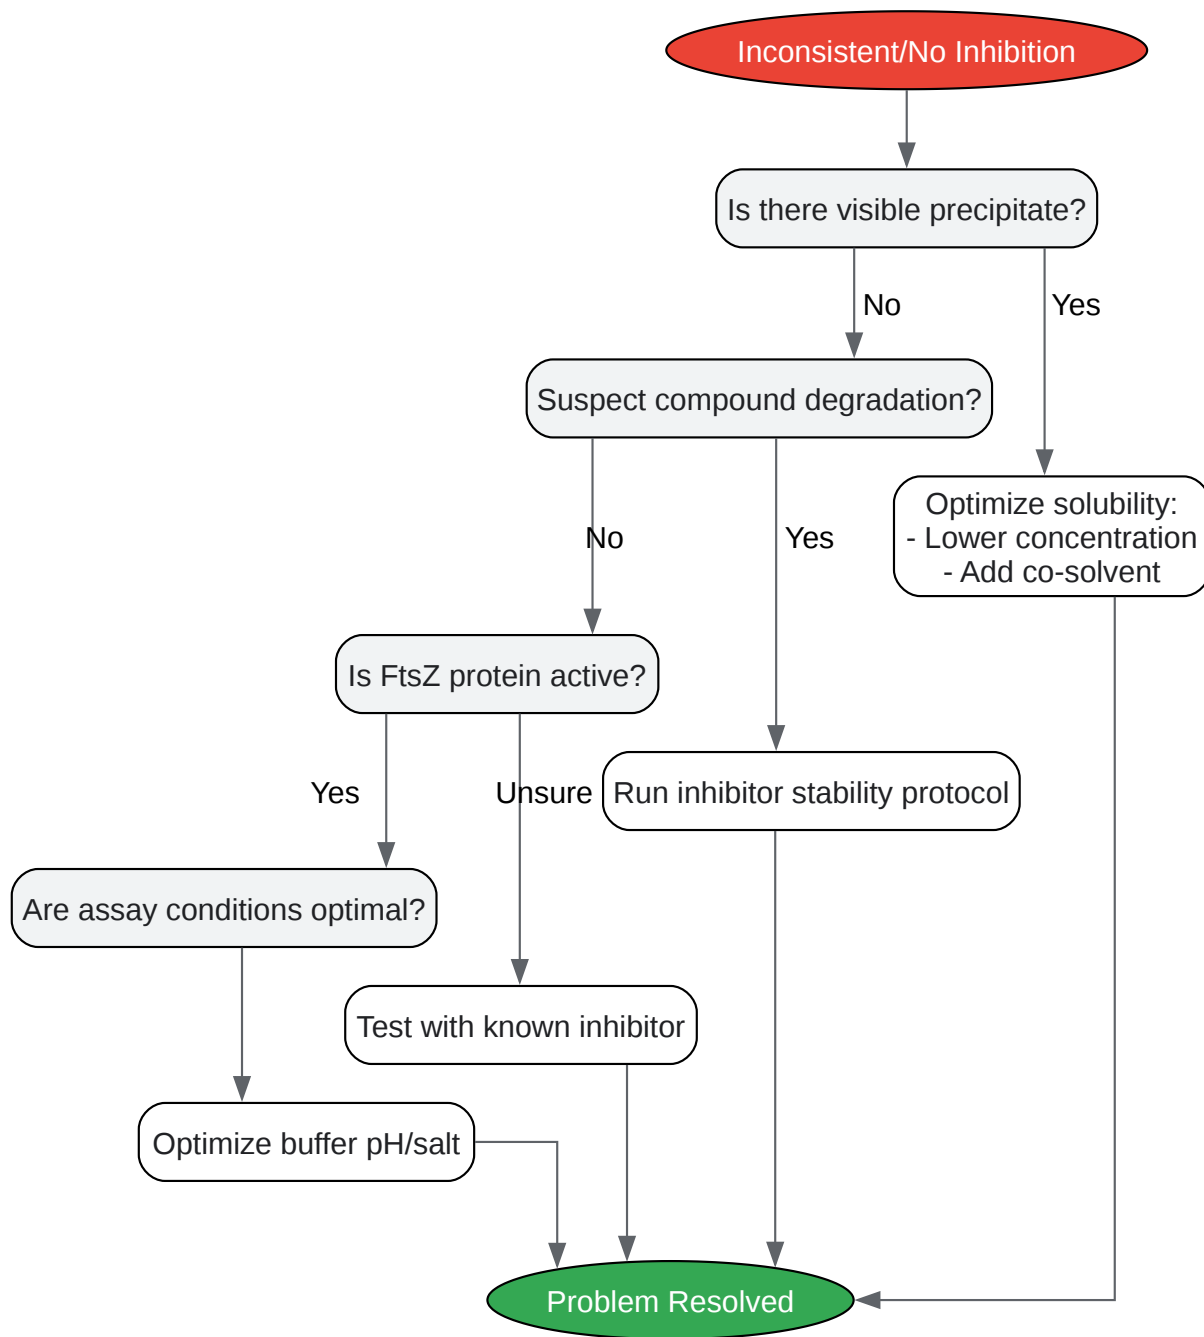 Inconsistent/No Inhibition
Is there visible precipitate?
No
Yes
Suspect compound degradation?
Optimize solubility:
- Lower concentration
- Add co-solvent
No
Yes
Is FtsZ protein active?
Yes
Unsure
Run inhibitor stability protocol
Are assay conditions optimal?
Test with known inhibitor
Optimize buffer pH/salt
Problem Resolved